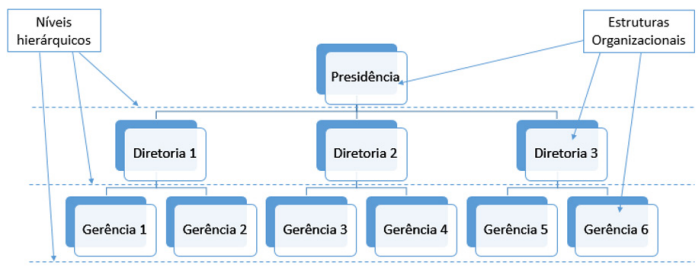 Níveis
hierárquicos
Estruturas
Organizacionais
Presidência
Diretoria 1
Diretoria 2
Diretoria 3
Gerência 1
Gerência 2
Gerência 3
Gerência 4
Gerência 5
Gerência 6